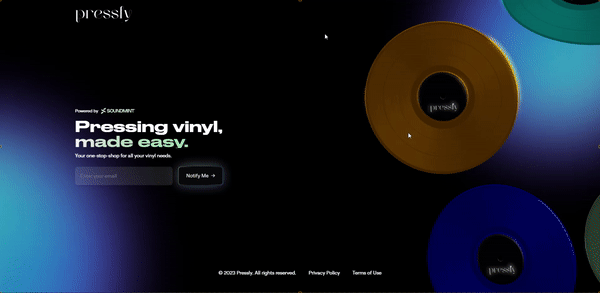 pressly
Powered by SOUNDMINT
Pressing vinyl,
made easy.
Your one-stop-shop for all your vinyl needs.
Enter your email
Notify Me →
pressly
pressly
© 2023 Pressly. All rights reserved.
Privacy Policy
Terms of Use